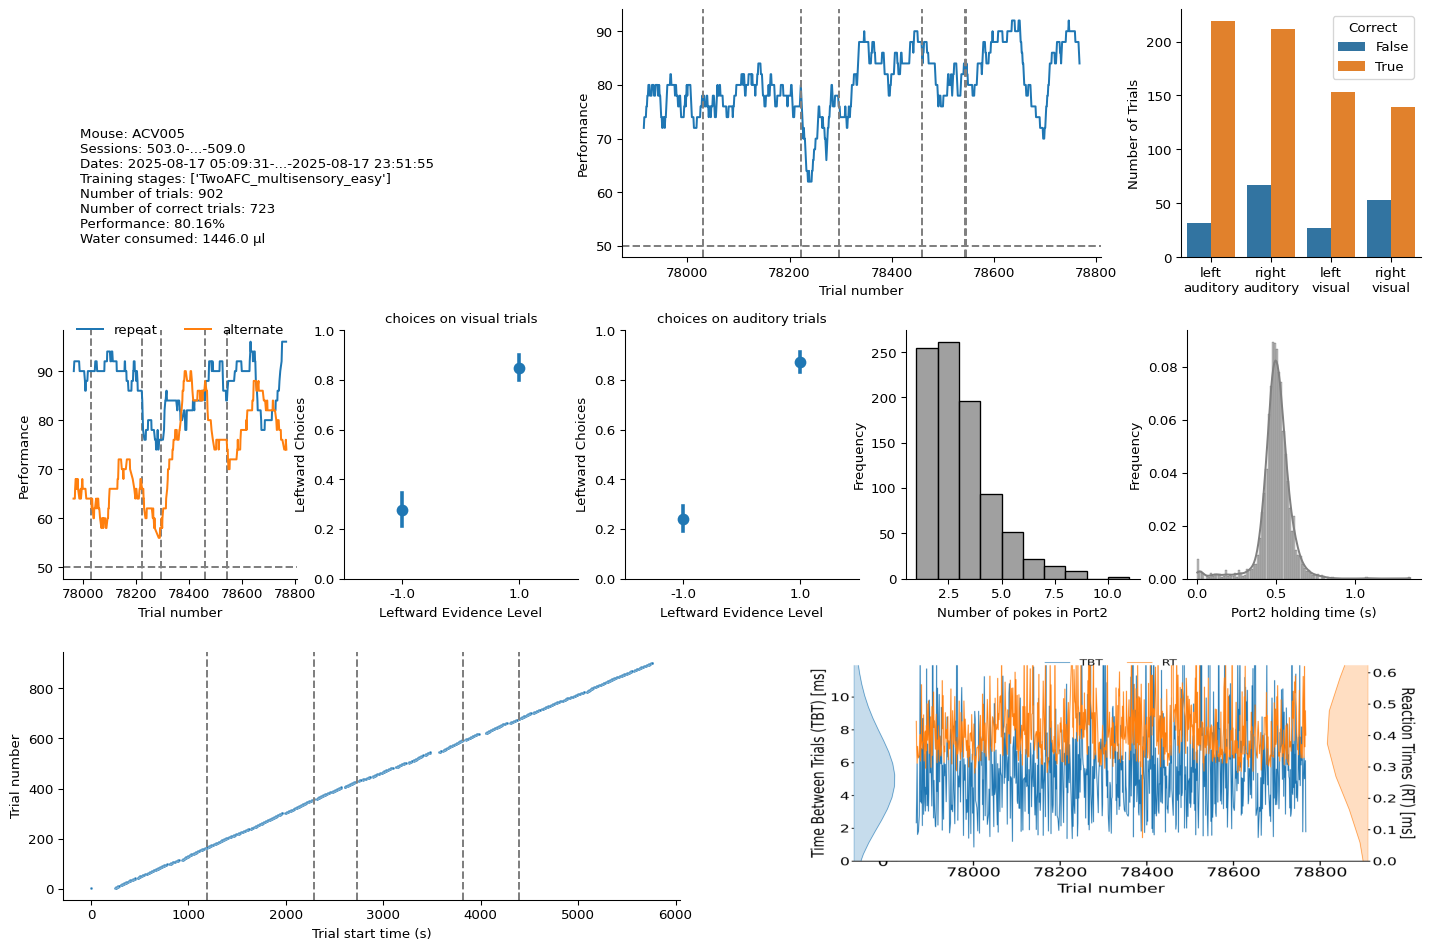 Mouse: ACV005
Sessions: 503.0-...-509.0
Dates: 2025-08-17 05:09:31-...-2025-08-17 23:51:55
Training stages: ['TwoAFC_multisensory_easy']
Number of trials: 902
Number of correct trials: 723
Performance: 80.16%
Water consumed: 1446.0 µl
Performance
90
80
70
60
50
78000
78200
78400
78600
78800
Trial number
Number of Trials
200
150
100
50
0
Correct
False
True
left
auditory
right
auditory
left
visual
right
visual
repeat
alternate
Performance
90
80
70
60
50
78000
78200
78400
78600
78800
Trial number
choices on visual trials
Leftward Choices
1.0
0.8
0.6
0.4
0.2
0.0
-1.0
1.0
Leftward Evidence Level
choices on auditory trials
Leftward Choices
1.0
0.8
0.6
0.4
0.2
0.0
-1.0
1.0
Leftward Evidence Level
Frequency
250
200
150
100
50
0
2.5
5.0
7.5
10.0
Number of pokes in Port2
Frequency
0.08
0.06
0.04
0.02
0.00
0.0
0.5
1.0
Port2 holding time (s)
Trial number
800
600
400
200
0
0
1000
2000
3000
4000
5000
6000
Trial start time (s)
TBT
RT
Time Between Trials (TBT) [ms]
10
8
6
4
2
0
0
78000
78200
78400
78600
78800
Trial number
0.6
0.5
0.4
0.3
0.2
0.1
0.0
Reaction Times (RT) [ms]